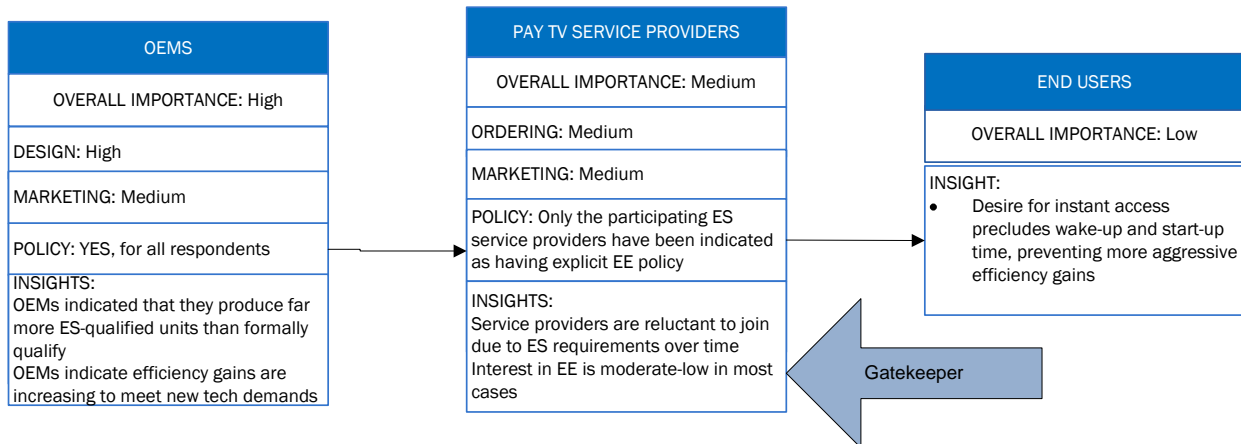 OEMS
OVERALL IMPORTANCE: High
DESIGN: High
MARKETING: Medium
POLICY: YES, for all respondents
INSIGHTS:
OEMs indicated that they produce far
more ES-qualified units than formally
qualify
OEMs indicate efficiency gains are
increasing to meet new tech demands
PAY TV SERVICE PROVIDERS
OVERALL IMPORTANCE: Medium
ORDERING: Medium
MARKETING: Medium
POLICY: Only the participating ES
service providers have been indicated
as having explicit EE policy
INSIGHTS:
Service providers are reluctant to join
due to ES requirements over time
Interest in EE is moderate-low in most
cases
END USERS
OVERALL IMPORTANCE: Low
INSIGHT:
• Desire for instant access
precludes wake-up and start-up
time, preventing more aggressive
efficiency gains
Gatekeeper